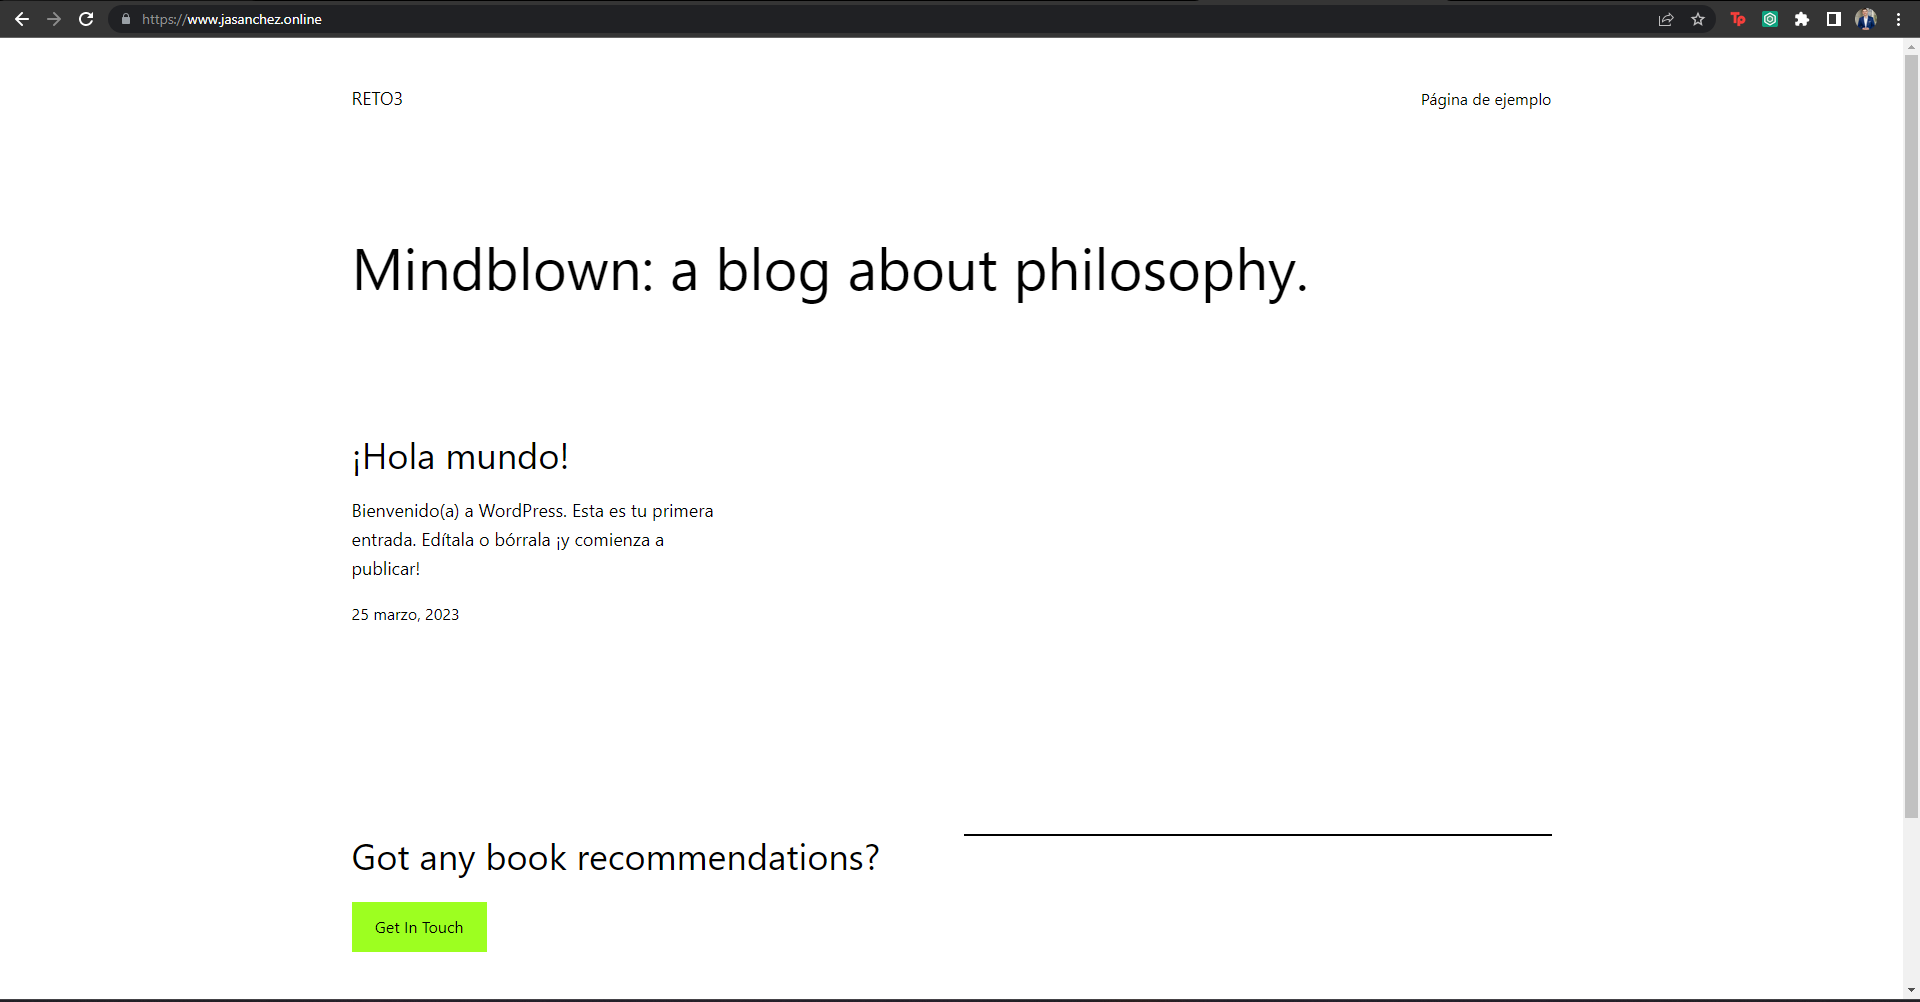 https://www.jasanchez.online
RETO3
Página de ejemplo
Mindblown: a blog about philosophy.
¡Hola mundo!
Bienvenido(a) a WordPress. Esta es tu primera
entrada. Edítala o bórrala ¡y comienza a
publicar!
25 marzo, 2023
Got any book recommendations?
Get In Touch